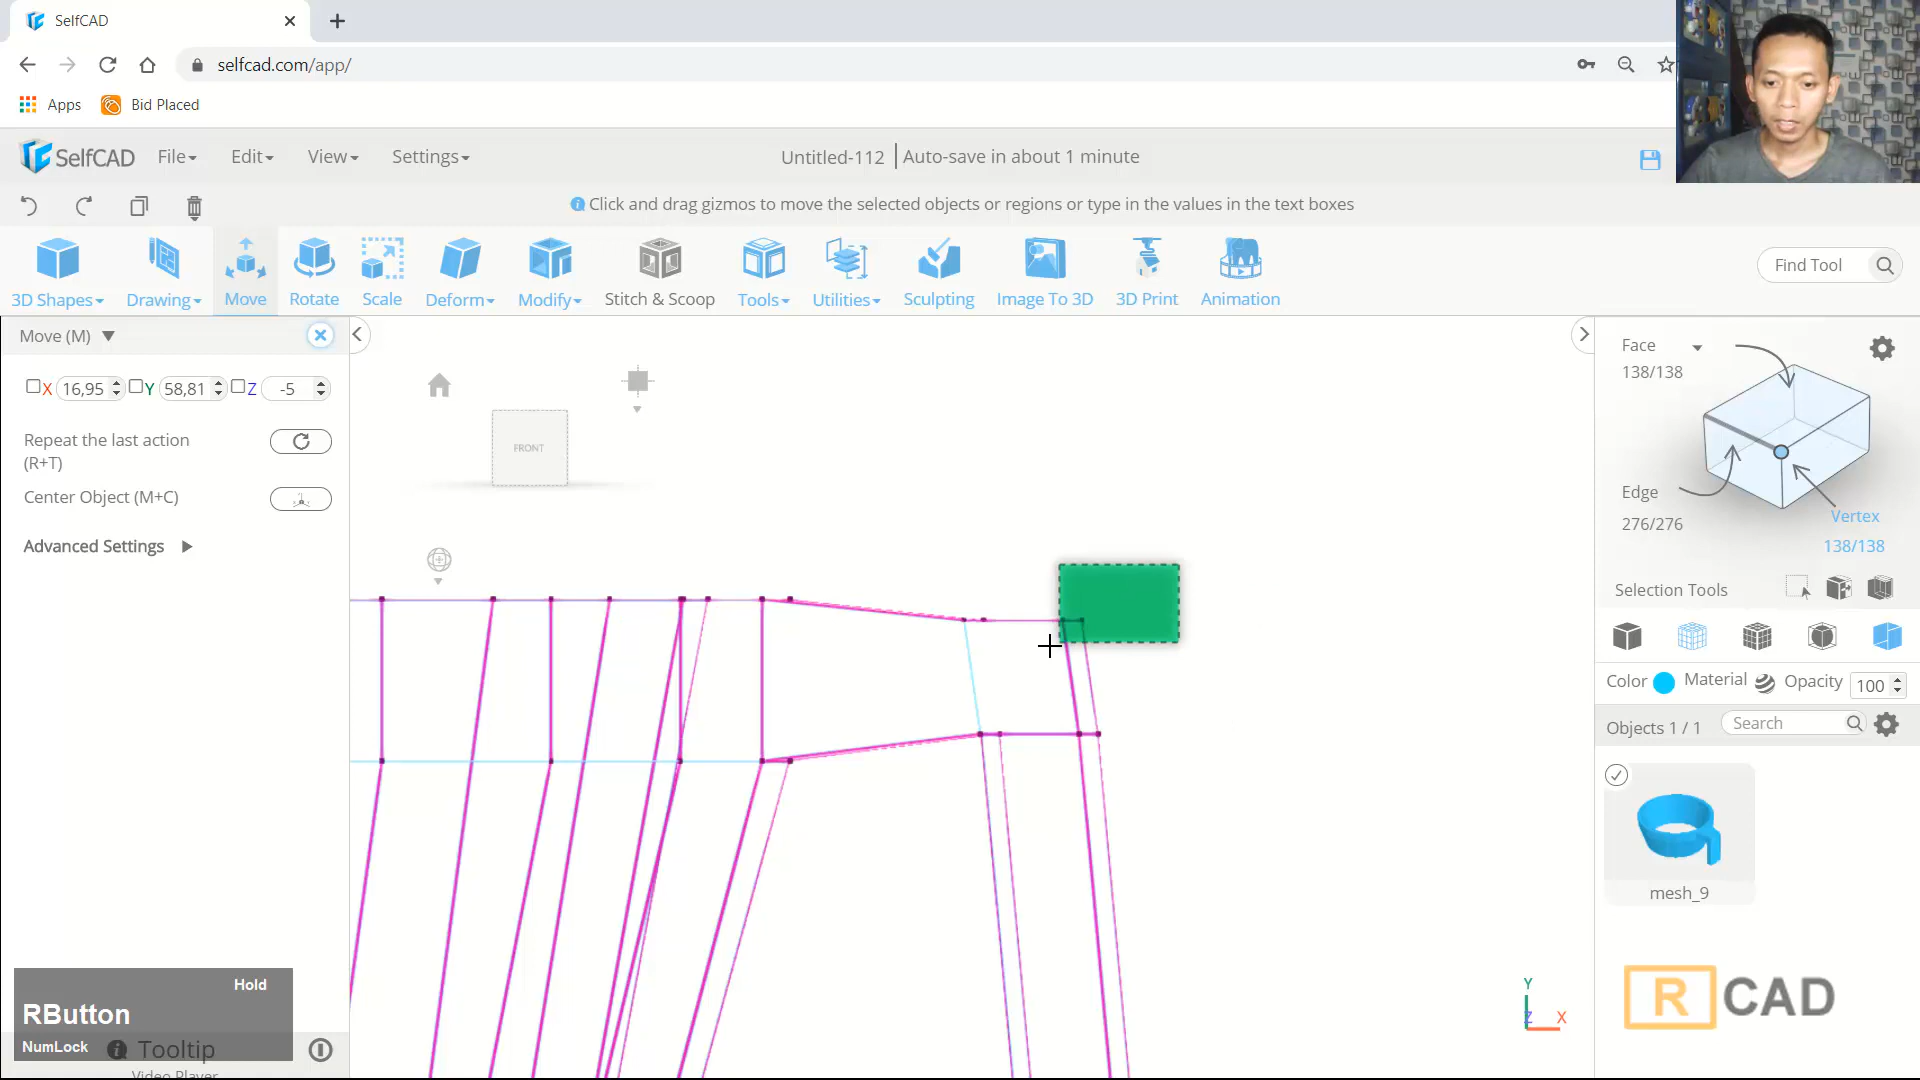 SelfCAD
selfcad.com/app/
Apps
Bid Placed
SelfCAD
File
Edit
View
Settings
Untitled-112
Auto-save in about 1 minute
Click and drag gizmos to move the selected objects or regions or type in the values in the text boxes
3D Shapes
Drawing
Move
Rotate
Scale
Deform
Modify
Stitch & Scoop
Tools
Utilities
Sculpting
Image To 3D
3D Print
Animation
Find Tool
Move (M)
X 16,95 Y 58,81 Z -5
Repeat the last action
(R+T)
Center Object (M+C)
Advanced Settings
FRONT
Face
138/138
Edge
276/276
Vertex
138/138
Selection Tools
Color Material Opacity 100
Objects 1 / 1
Search
mesh_9
Hold
RButton
NumLock
Tooltip
Video Player
Y
Z
X
R CAD